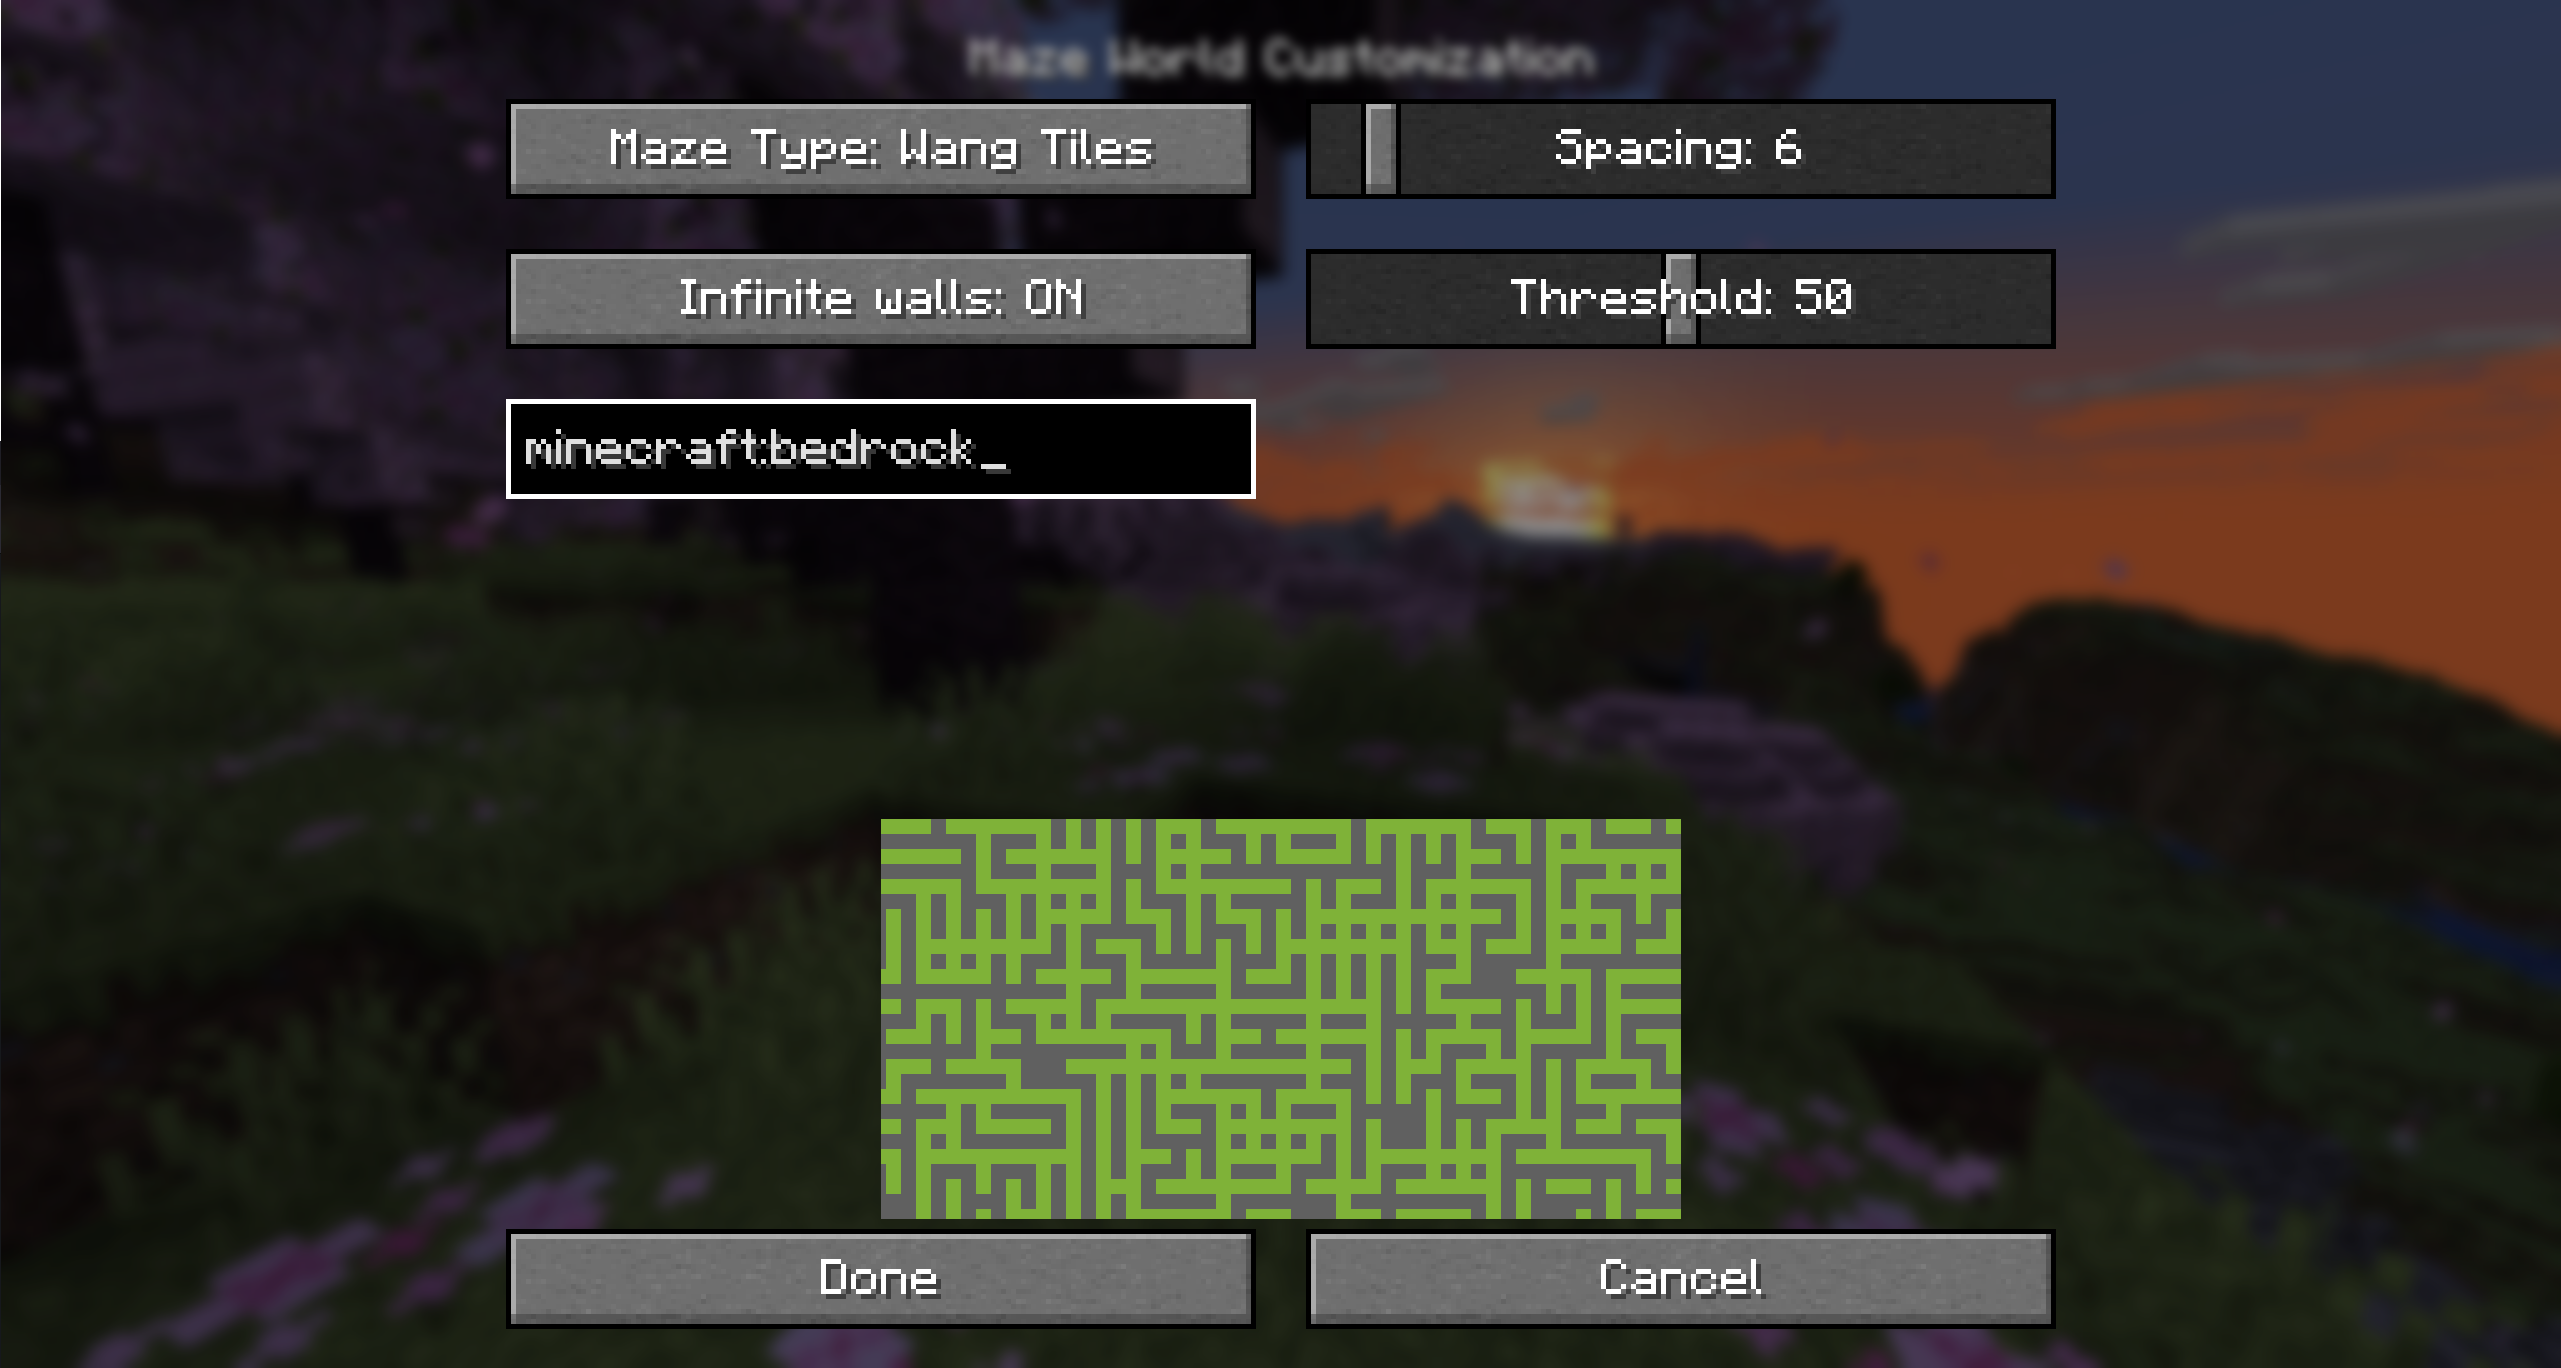 Maze World Customization
Maze Type: Wang Tiles
Spacing: 6
Infinite walls: ON
Threshold: 50
minecraft:bedrock_
Done
Cancel